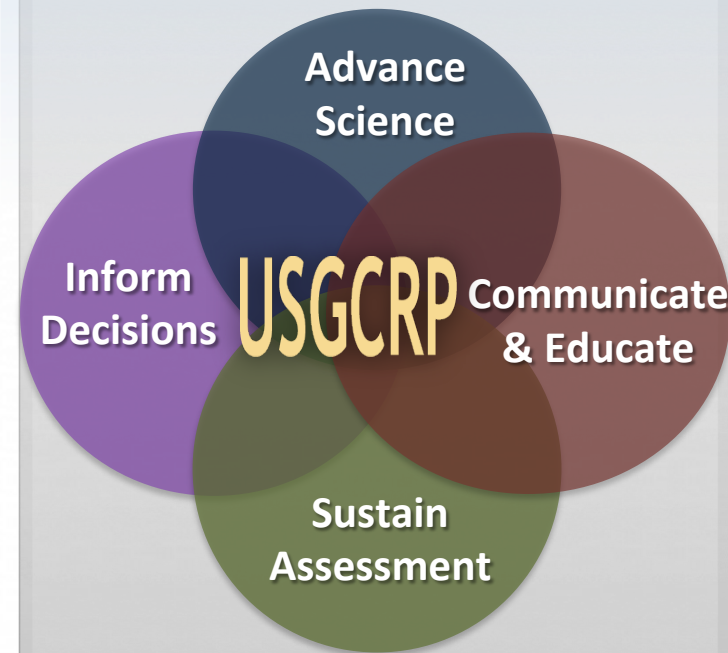 Advance
Science
Inform
Decisions
USGCRP
Communicate
& Educate
Sustain
Assessment